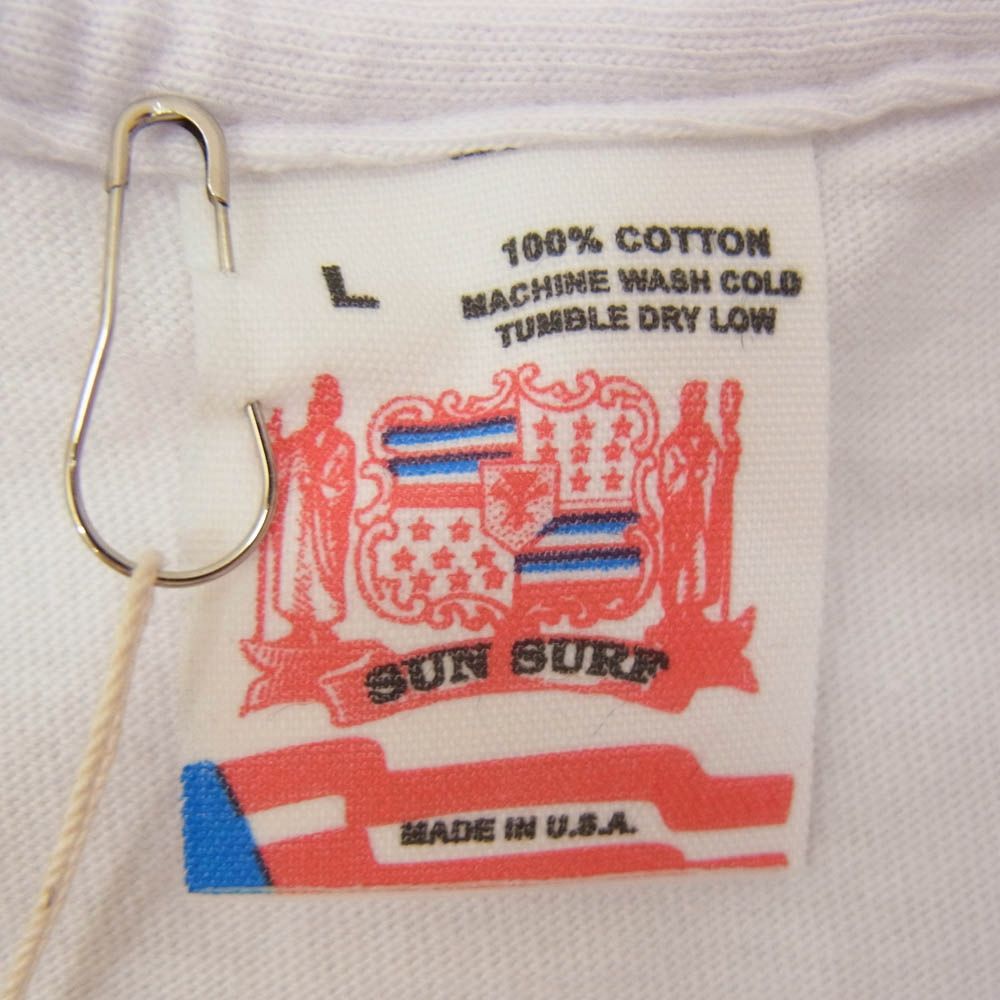 L
100% COTTON
MACHINE WASH COLD
TUMBLE DRY LOW
SUN SURF
MADE IN U.S.A.